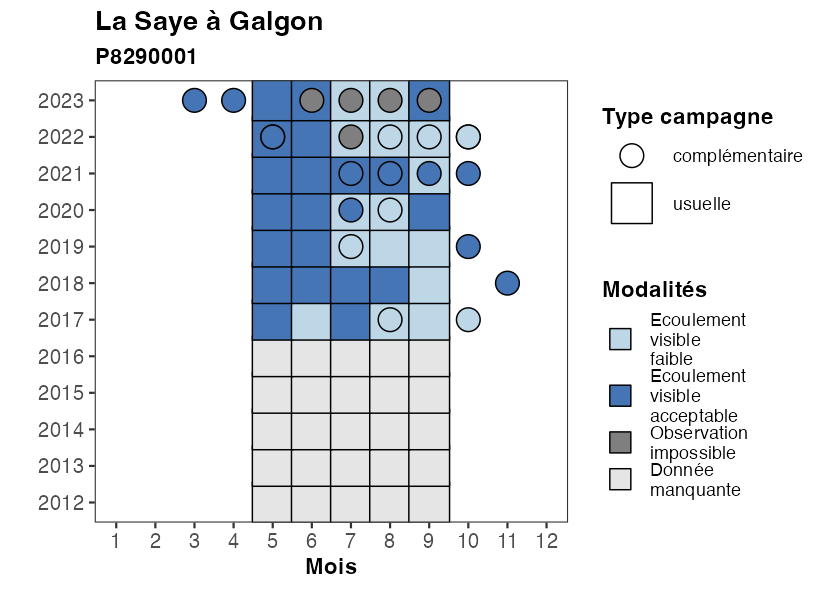 La Saye à Galgon
P8290001
2023
2022
2021
2020
2019
2018
2017
2016
2015
2014
2013
2012
1 2 3 4 5 6 7 8 9 10 11 12
Mois
Type campagne
complémentaire
usuelle
Modalités
Ecoulement
visible
faible
Ecoulement
visible
acceptable
Observation
impossible
Donnée
manquante